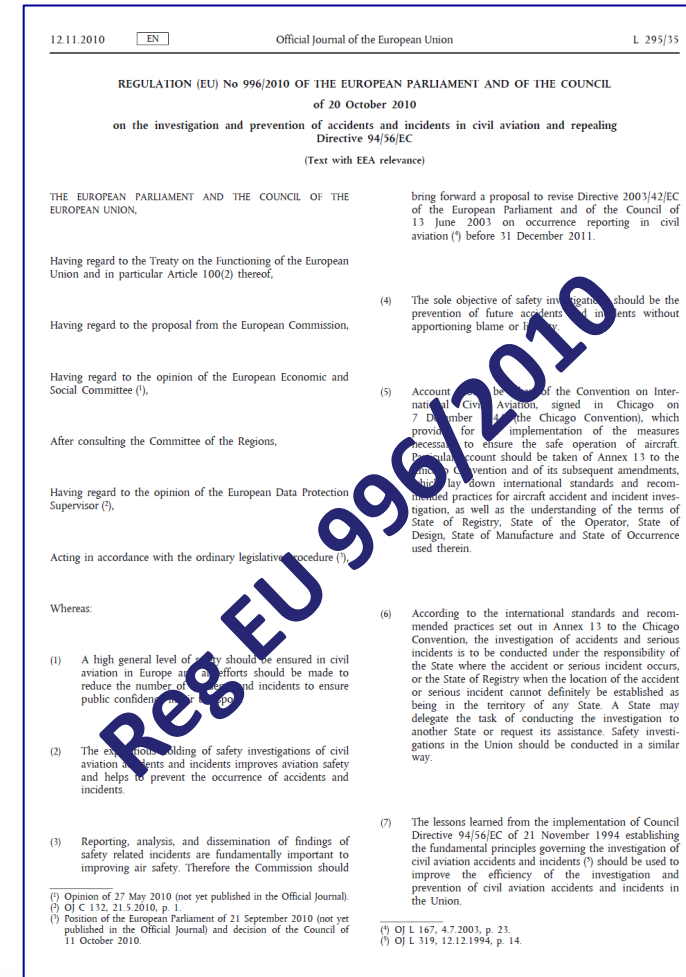 12.11.2010
EN
Official Journal of the European Union
L 295/35
REGULATION (EU) No 996/2010 OF THE EUROPEAN PARLIAMENT AND OF THE COUNCIL
of 20 October 2010
on the investigation and prevention of accidents and incidents in civil aviation and repealing
Directive 94/56/EC
(Text with EEA relevance)
THE EUROPEAN PARLIAMENT AND THE COUNCIL OF THE
EUROPEAN UNION,
Having regard to the Treaty on the Functioning of the European
Union and in particular Article 100(2) thereof,
Having regard to the proposal from the European Commission,
Having regard to the opinion of the European Economic and
Social Committee (1),
After consulting the Committee of the Regions,
Having regard to the opinion of the European Data Protection
Supervisor (2),
Acting in accordance with the ordinary legislative procedure (3),
Whereas:
(1) A high general level of safety should be ensured in civil
aviation in Europe and all efforts should be made to
reduce the number of and incidents to ensure
public confidence in air transport.
(2) The expeditious holding of safety investigations of civil
aviation accidents and incidents improves aviation safety
and helps to prevent the occurrence of accidents and
incidents.
(3) Reporting, analysis, and dissemination of findings of
safety related incidents are fundamentally important to
improving air safety. Therefore the Commission should
(1) Opinion of 27 May 2010 (not yet published in the Official Journal).
(2) OJ C 132, 21.5.2010, p. 1.
(3) Position of the European Parliament of 21 September 2010 (not yet
published in the Official Journal) and decision of the Council of
11 October 2010.
bring forward a proposal to revise Directive 2003/42/EC
of the European Parliament and of the Council of
13 June 2003 on occurrence reporting in civil
aviation (4) before 31 December 2011.
(4) The sole objective of safety investigations should be the
prevention of future accidents and incidents without
apportioning blame or liability.
(5) Account be of the Convention on Inter-
national Civil Aviation, signed in Chicago on
7 December (the Chicago Convention), which
provides for implementation of the measures
necessary to ensure the safe operation of aircraft.
Particular account should be taken of Annex 13 to the
Chicago Convention and of its subsequent amendments,
which lay down international standards and recom-
mended practices for aircraft accident and incident inves-
tigation, as well as the understanding of the terms of
State of Registry, State of the Operator, State of
Design, State of Manufacture and State of Occurrence
used therein.
(6) According to the international standards and recom-
mended practices set out in Annex 13 to the Chicago
Convention, the investigation of accidents and serious
incidents is to be conducted under the responsibility of
the State where the accident or serious incident occurs,
or the State of Registry when the location of the accident
or serious incident cannot definitely be established as
being in the territory of any State. A State may
delegate the task of conducting the investigation to
another State or request its assistance. Safety investi-
gations in the Union should be conducted in a similar
way.
(7) The lessons learned from the implementation of Council
Directive 94/56/EC of 21 November 1994 establishing
the fundamental principles governing the investigation of
civil aviation accidents and incidents (5) should be used to
improve the efficiency of the investigation and
prevention of civil aviation accidents and incidents in
the Union.
(4) OJ L 167, 4.7.2003, p. 23.
(5) OJ L 319, 12.12.1994, p. 14.
Reg EU 996/2010